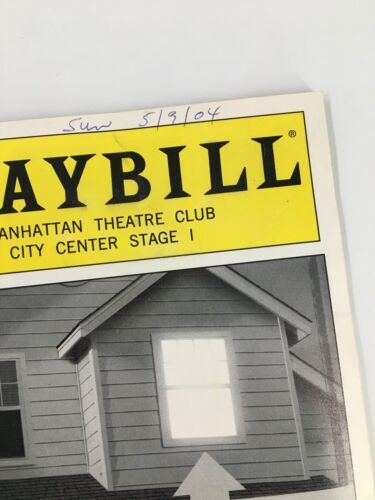 Sun 5/9/04
AYBILL®
ANHATTAN THEATRE CLUB
CITY CENTER STAGE I